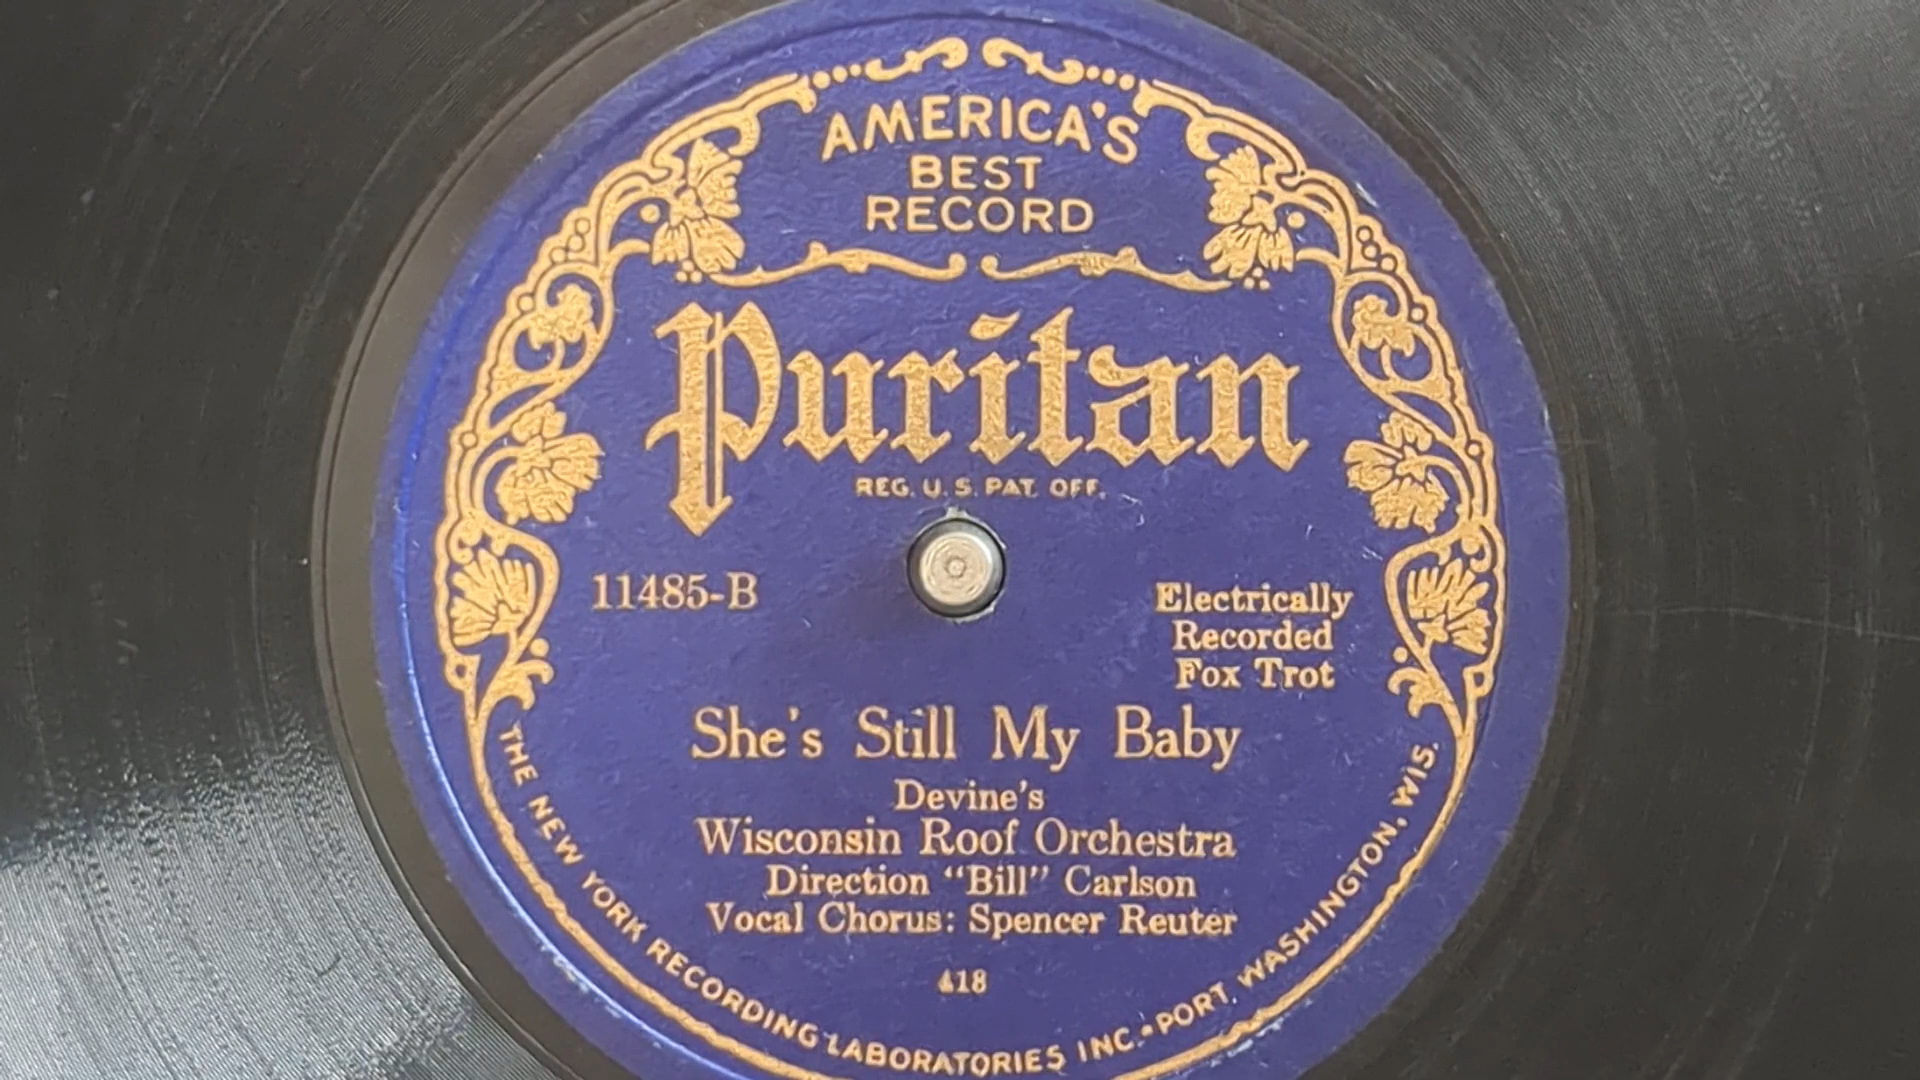 AMERICA'S
BEST
RECORD
Puritan
REG. U. S. PAT. OFF.
11485-B
Electrically
Recorded
Fox Trot
She's Still My Baby
Devine's
Wisconsin Roof Orchestra
Direction "Bill" Carlson
Vocal Chorus: Spencer Reuter
418
THE NEW YORK RECORDING LABORATORIES INC. • PORT. WASHINGTON, WIS.